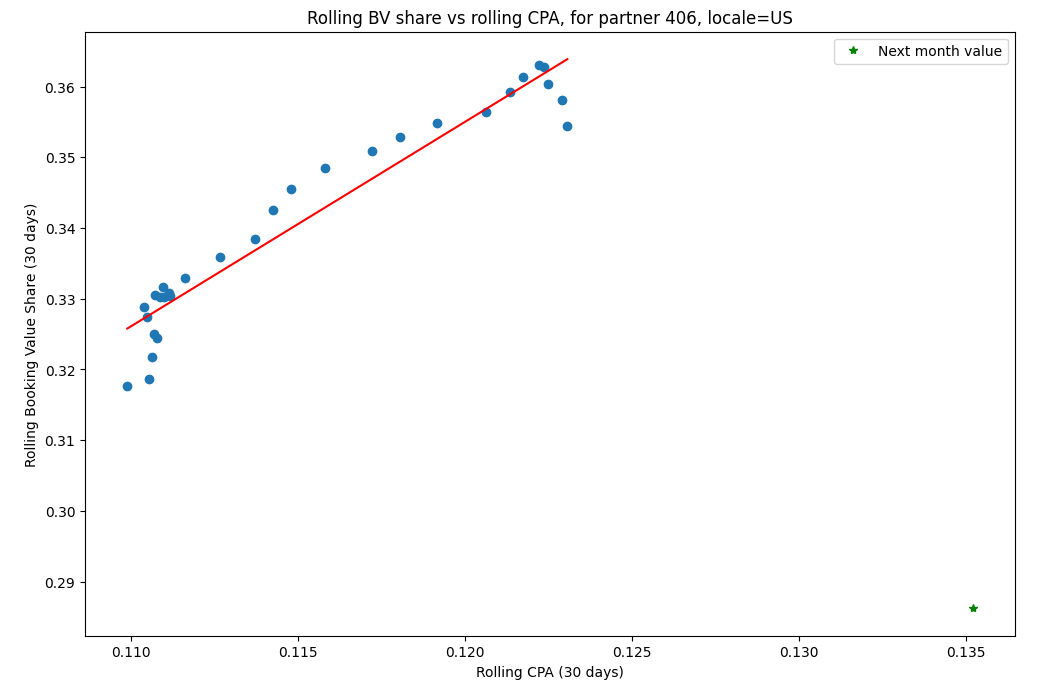 Rolling BV share vs rolling CPA, for partner 406, locale=US
Next month value
Rolling Booking Value Share (30 days)
0.36
0.35
0.34
0.33
0.32
0.31
0.30
0.29
0.110 0.115 0.120 0.125 0.130 0.135
Rolling CPA (30 days)